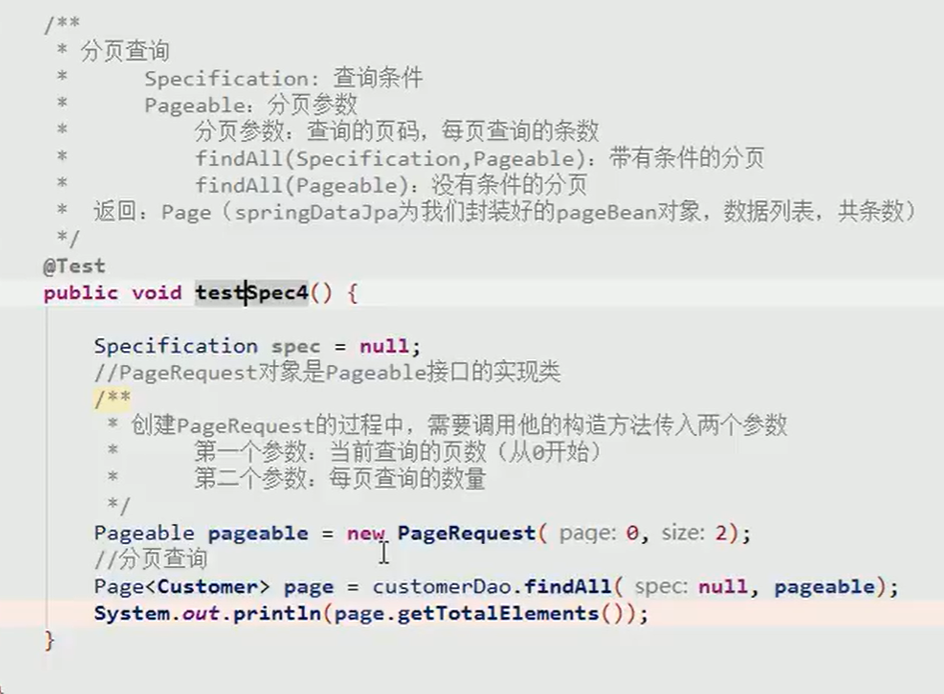 /**
 * 分页查询
 *      Specification: 查询条件
 *      Pageable：分页参数
 *          分页参数：查询的页码，每页查询的条数
 *          findAll(Specification,Pageable)：带有条件的分页
 *          findAll(Pageable)：没有条件的分页
 *  返回：Page（springDataJpa为我们封装好的pageBean对象，数据列表，共条数）
 */
@Test
public void testSpec4() {
    Specification spec = null;
    //PageRequest对象是Pageable接口的实现类
    /**
     * 创建PageRequest的过程中，需要调用他的构造方法传入两个参数
     *      第一个参数：当前查询的页数（从0开始）
     *      第二个参数：每页查询的数量
     */
    Pageable pageable = new PageRequest( page: 0, size: 2);
    //分页查询
    Page<Customer> page = customerDao.findAll( spec: null, pageable);
    System.out.println(page.getTotalElements());
}